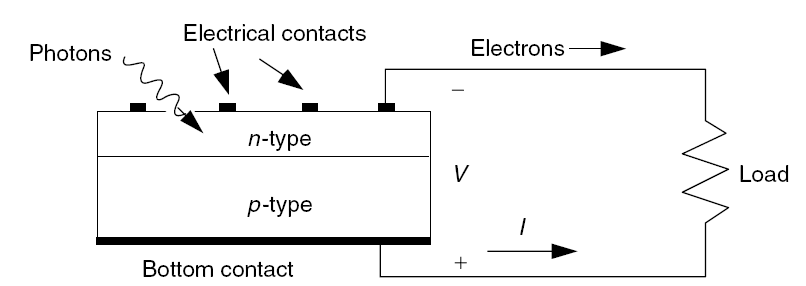 Electrical contacts
Photons
Electrons
−
n-type
V
Load
p-type
I
+
Bottom contact